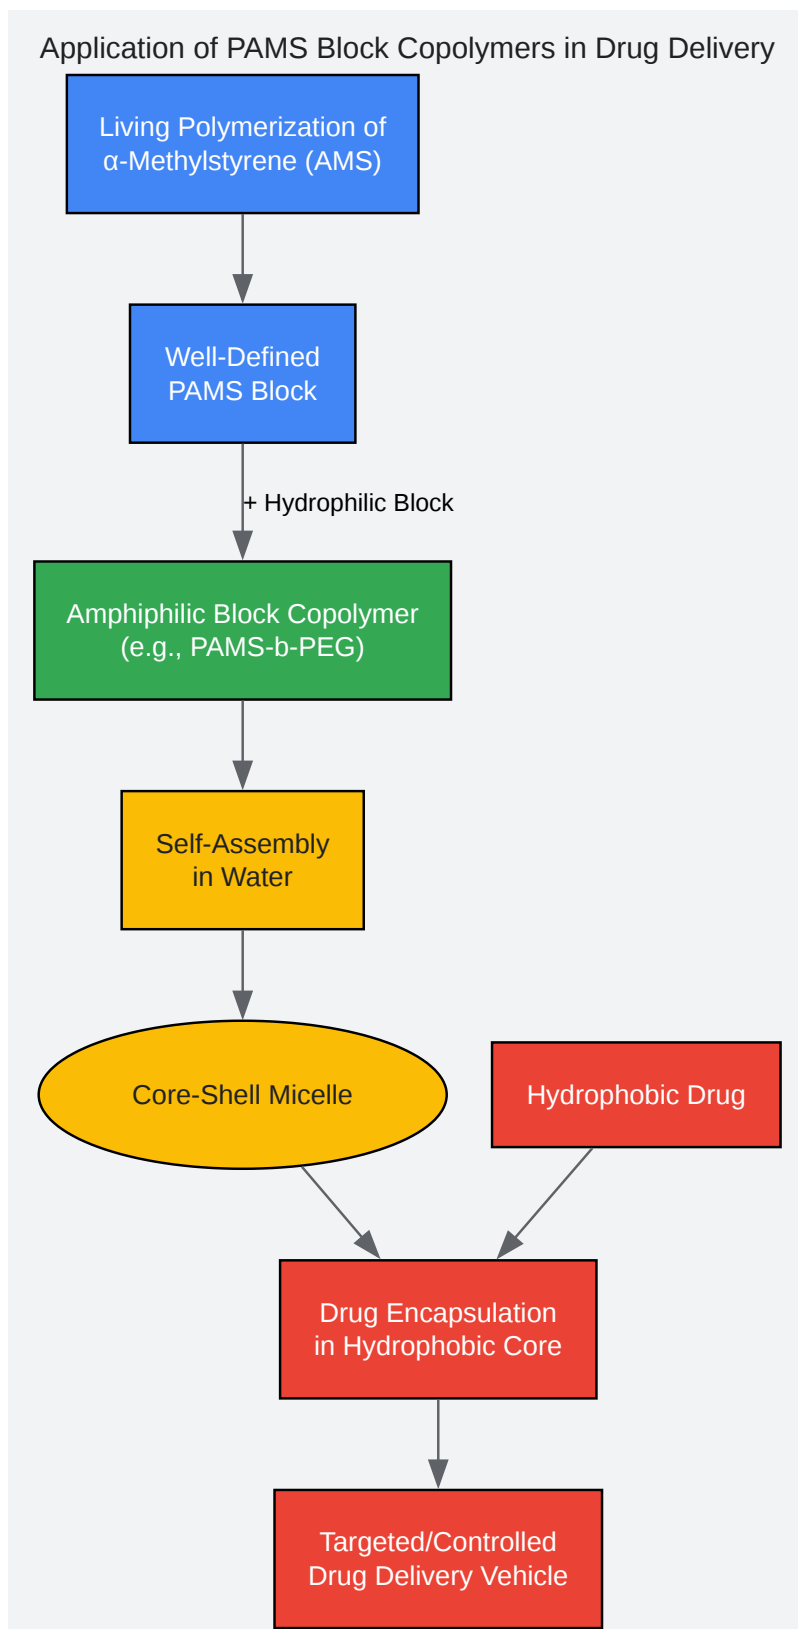 Application of PAMS Block Copolymers in Drug Delivery
Living Polymerization of
α-Methylstyrene (AMS)
Well-Defined
PAMS Block
+ Hydrophilic Block
Amphiphilic Block Copolymer
(e.g., PAMS-b-PEG)
Self-Assembly
in Water
Core-Shell Micelle
Hydrophobic Drug
Drug Encapsulation
in Hydrophobic Core
Targeted/Controlled
Drug Delivery Vehicle